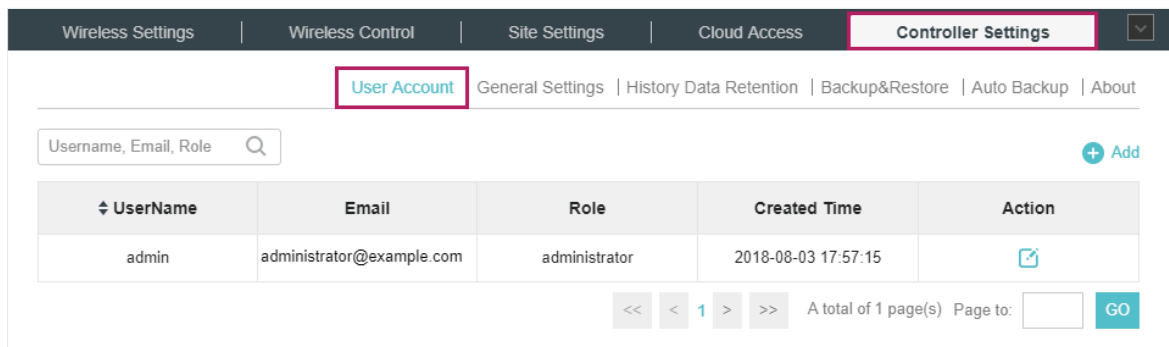 Wireless Settings | Wireless Control | Site Settings | Cloud Access Controller Settings
User Account General Settings | History Data Retention | Backup&Restore | Auto Backup | About
Username, Email, Role Add
UserName Email Role Created Time Action
admin administrator@example.com administrator 2018-08-03 17:57:15
<< < 1 > >> A total of 1 page(s) Page to: GO